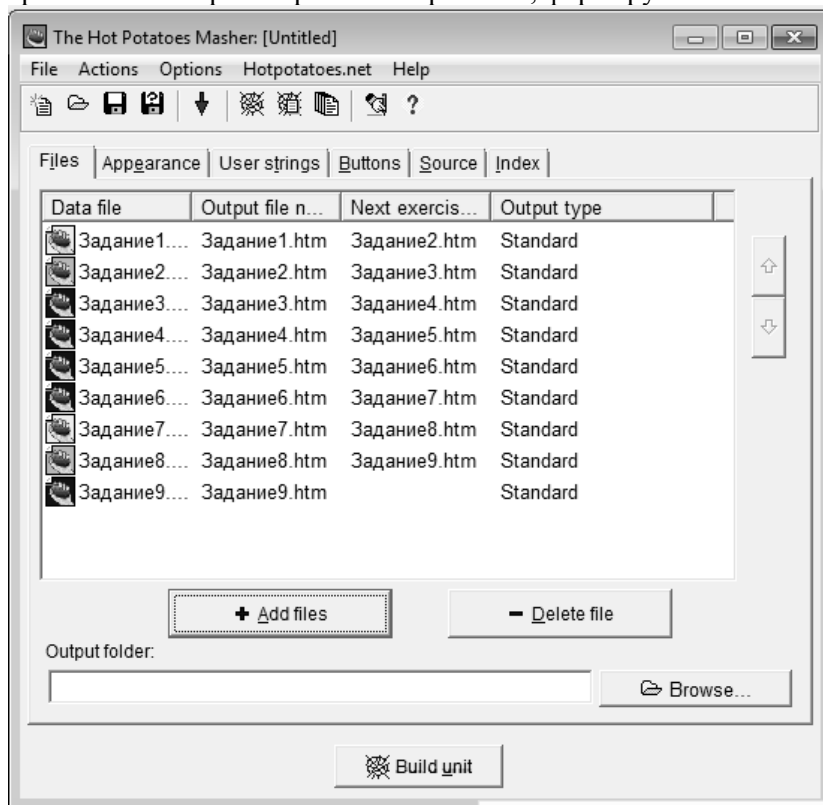 The Hot Potatoes Masher: [Untitled]
File Actions Options Hotpotatoes.net Help
Files Appearance User strings Buttons Source Index
Data file Output file n... Next exercis... Output type
Задание1.... Задание1.htm Задание2.htm Standard
Задание2.... Задание2.htm Задание3.htm Standard
Задание3.... Задание3.htm Задание4.htm Standard
Задание4.... Задание4.htm Задание5.htm Standard
Задание5.... Задание5.htm Задание6.htm Standard
Задание6.... Задание6.htm Задание7.htm Standard
Задание7.... Задание7.htm Задание8.htm Standard
Задание8.... Задание8.htm Задание9.htm Standard
Задание9.... Задание9.htm Standard
+ Add files - Delete file
Output folder:
Browse...
Build unit